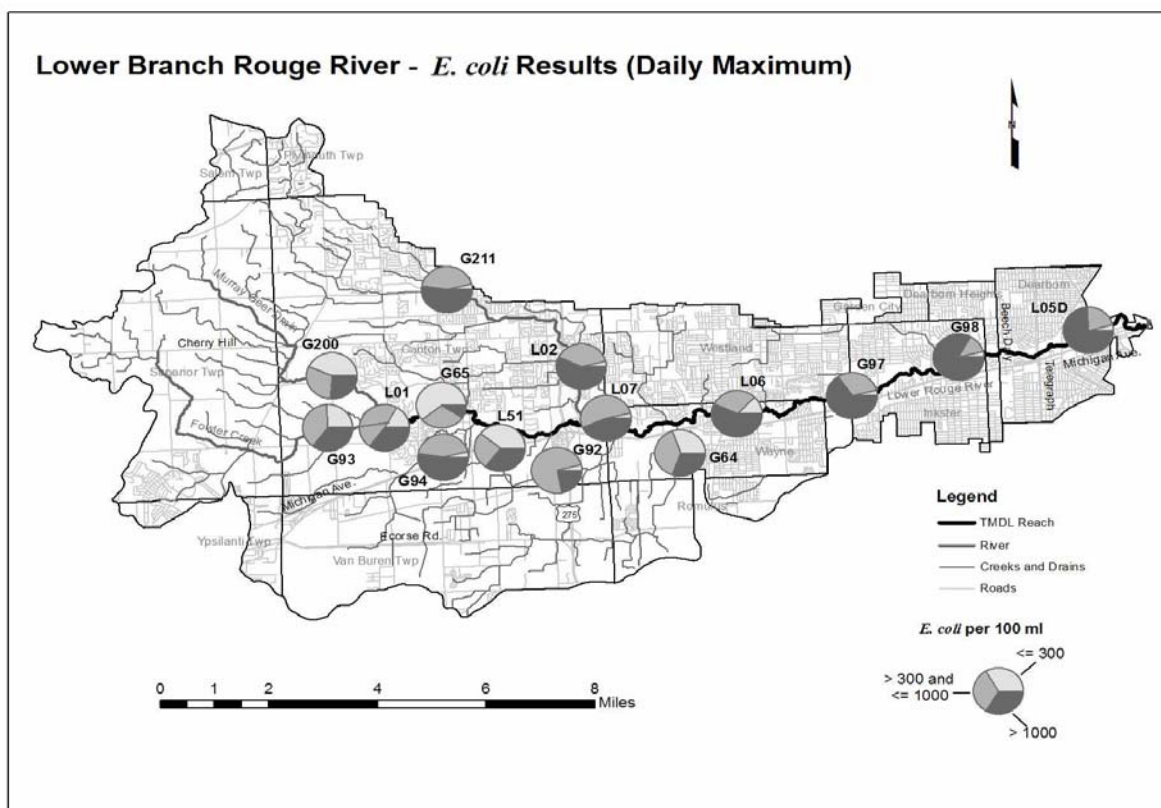 Lower Branch Rouge River - E. coli Results (Daily Maximum)
N
Plymouth Twp
Salem Twp
G211
Murray Beers Drain
Dearborn
L05D
Garden City
Dearborn Heights
G98
Beech D
Cherry Hill
G200
Canton Twp
L02
Westland
Michigan Ave.
Superior Twp
G65
G97
Telegraph
L01
L07
L06
Lower Rouge River
L51
Inkster
Fowler Creek
G93
G92
G64
Wayne
G94
Michigan Ave.
Romulus
Legend
275
TMDL Reach
Ecorse Rd.
Ypsilanti Twp
River
Van Buren Twp
Creeks and Drains
Roads
E. coli per 100 ml
<= 300
> 300 and
<= 1000
> 1000
0 1 2 4 6 8
Miles